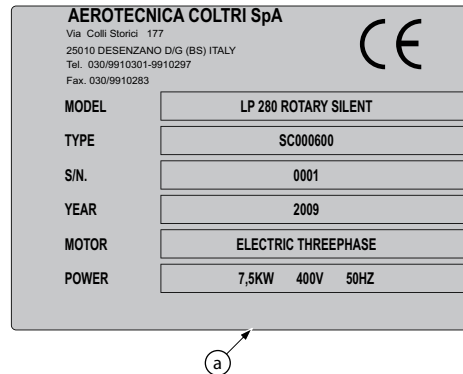 AEROTECNICA COLTRI SpA
Via Colli Storici 177
25010 DESENZANO D/G (BS) ITALY
Tel. 030/9910301-9910297
Fax. 030/9910283
CE
MODEL LP 280 ROTARY SILENT
TYPE SC000600
S/N. 0001
YEAR 2009
MOTOR ELECTRIC THREEPHASE
POWER 7,5KW 400V 50HZ
a